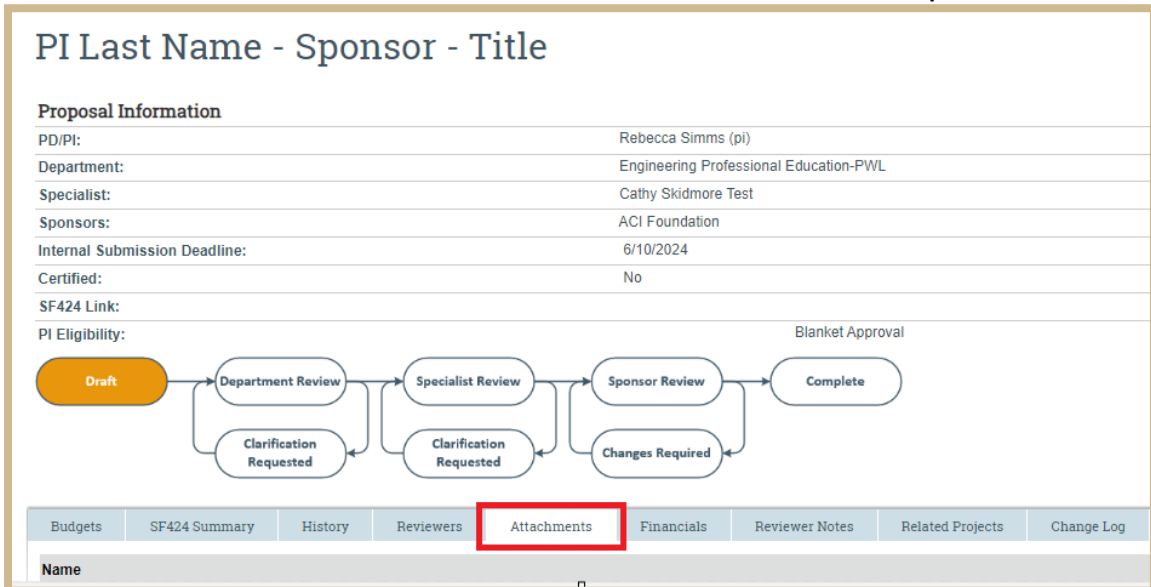 PI Last Name - Sponsor - Title
Proposal Information
PD/PI: Rebecca Simms (pi)
Department: Engineering Professional Education-PWL
Specialist: Cathy Skidmore Test
Sponsors: ACI Foundation
Internal Submission Deadline: 6/10/2024
Certified: No
SF424 Link:
PI Eligibility: Blanket Approval
Draft Department Review Specialist Review Sponsor Review Complete
Clarification
Requested
Clarification
Requested
Changes Required
Budgets SF424 Summary History Reviewers Attachments Financials Reviewer Notes Related Projects Change Log
Name